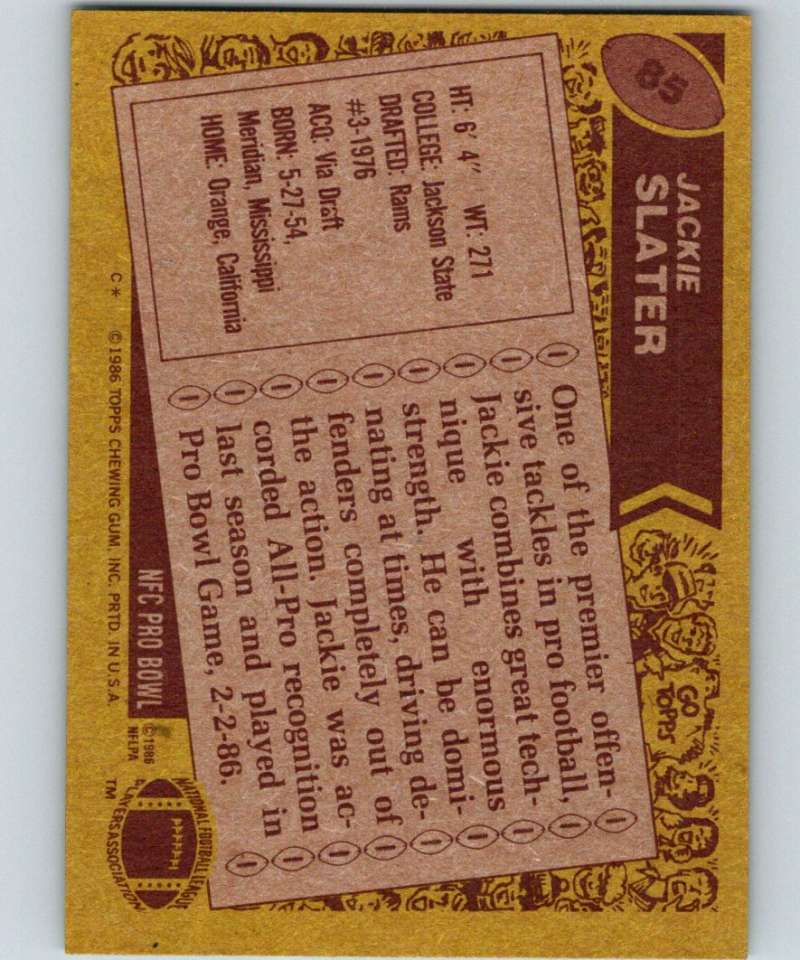 85
JACKIE
SLATER
HT: 6' 4" WT: 271
COLLEGE: Jackson State
DRAFTED: Rams
#3-1976
ACQ: Via Draft
BORN: 5-27-54,
Meridian, Mississippi
HOME: Orange, California
One of the premier offen-
sive tackles in pro football,
Jackie combines great tech-
nique with enormous
strength. He can be domi-
nating at times, driving de-
fenders completely out of
the action. Jackie was ac-
corded All-Pro recognition
last season and played in
Pro Bowl Game, 2-2-86.
GO
TOPPS
NFC PRO BOWL
©1986
NFLPA
NATIONAL FOOTBALL LEAGUE
PLAYERS ASSOCIATION
TM
C* ©1986 TOPPS CHEWING GUM, INC. PRTD. IN U.S.A.